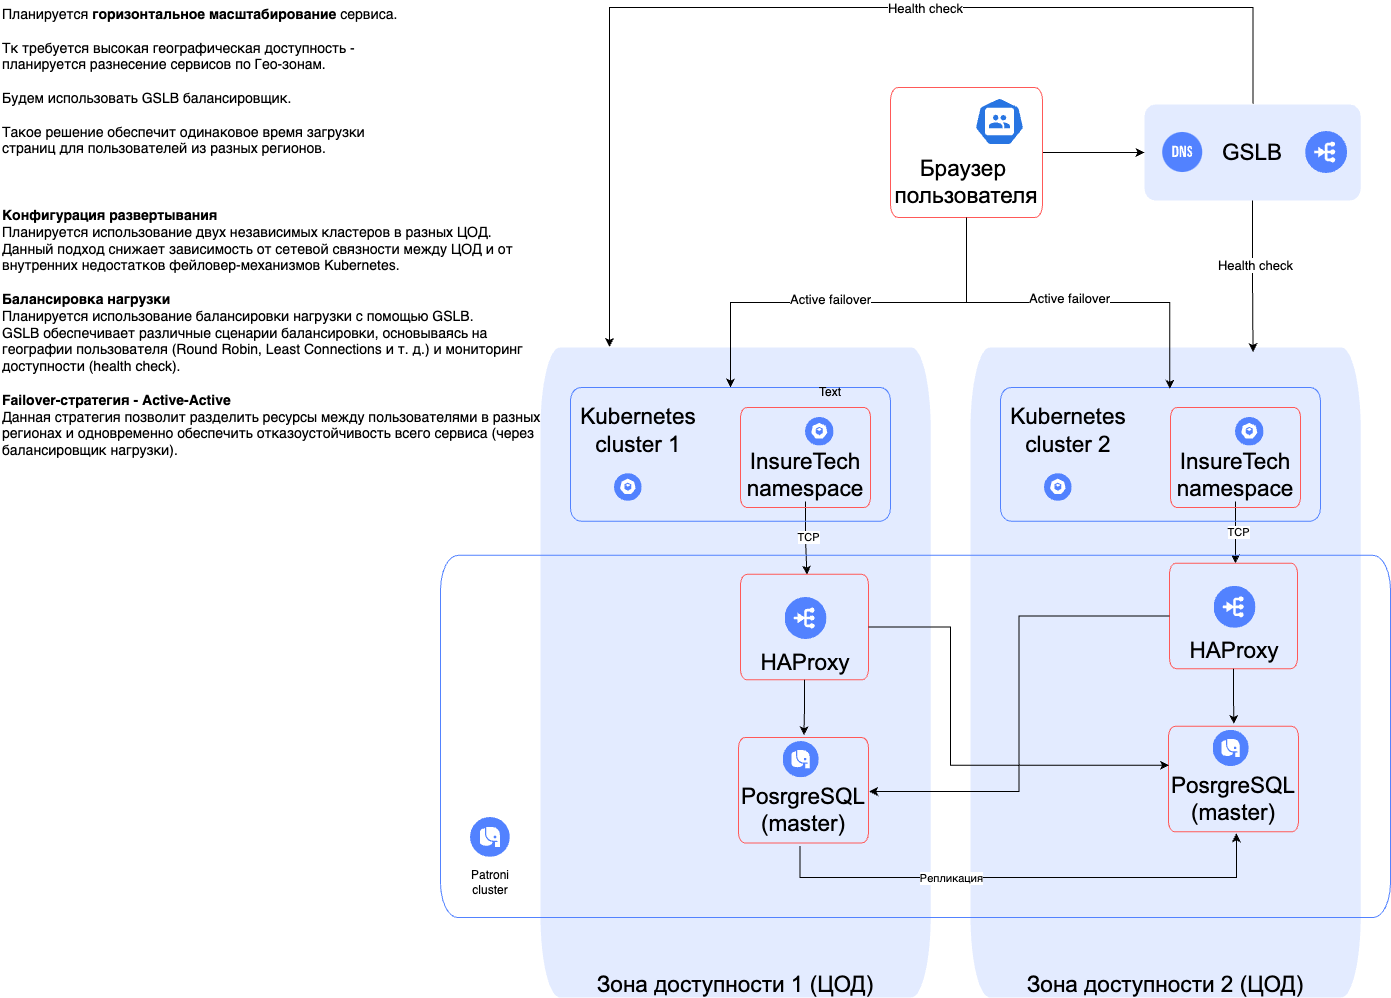 Планируется горизонтальное масштабирование сервиса.
Тк требуется высокая географическая доступность -
планируется разнесение сервисов по Гео-зонам.
Будем использовать GSLB балансировщик.
Такое решение обеспечит одинаковое время загрузки
страниц для пользователей из разных регионов.
Конфигурация развертывания
Планируется использование двух независимых кластеров в разных ЦОД.
Данный подход снижает зависимость от сетевой связности между ЦОД и от
внутренних недостатков фейловер-механизмов Kubernetes.
Балансировка нагрузки
Планируется использование балансировки нагрузки с помощью GSLB.
GSLB обеспечивает различные сценарии балансировки, основываясь на
географии пользователя (Round Robin, Least Connections и т. д.) и мониторинг
доступности (health check).
Failover-стратегия - Active-Active
Данная стратегия позволит разделить ресурсы между пользователями в разных
регионах и одновременно обеспечить отказоустойчивость всего сервиса (через
балансировщик нагрузки).
Health check
Браузер
пользователя
DNS
GSLB
Health check
Active failover
Active failover
Text
Kubernetes
cluster 1
InsureTech
namespace
Kubernetes
cluster 2
InsureTech
namespace
TCP
TCP
HAProxy
HAProxy
PosrgreSQL
(master)
PosrgreSQL
(master)
Patroni
cluster
Репликация
Зона доступности 1 (ЦОД)
Зона доступности 2 (ЦОД)